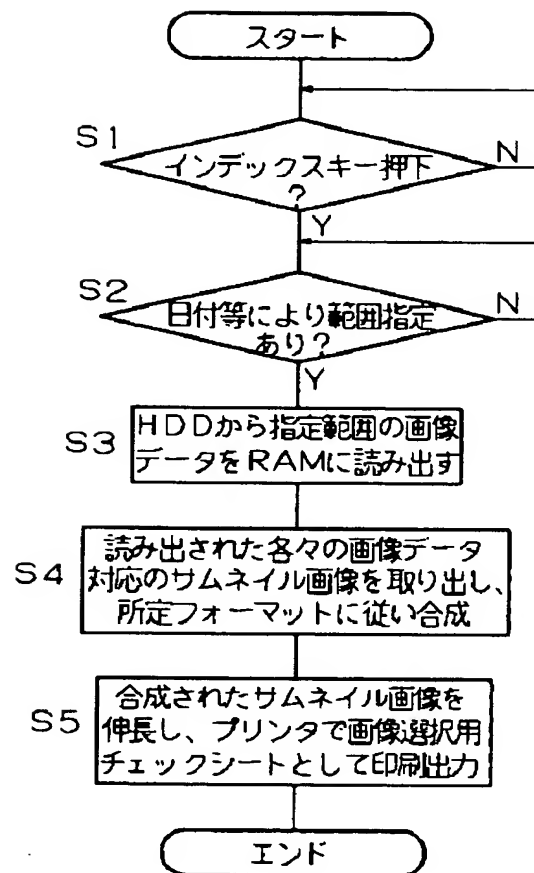 スタート
S1
インデックスキー押下
?
N
Y
S2
日付等により範囲指定
あり?
N
Y
S3
HDDから指定範囲の画像
データをRAMに読み出す
S4
読み出された各々の画像データ
対応のサムネイル画像を取り出し、
所定フォーマットに従い合成
S5
合成されたサムネイル画像を
伸長し、プリンタで画像選択用
チェックシートとして印刷出力
エンド